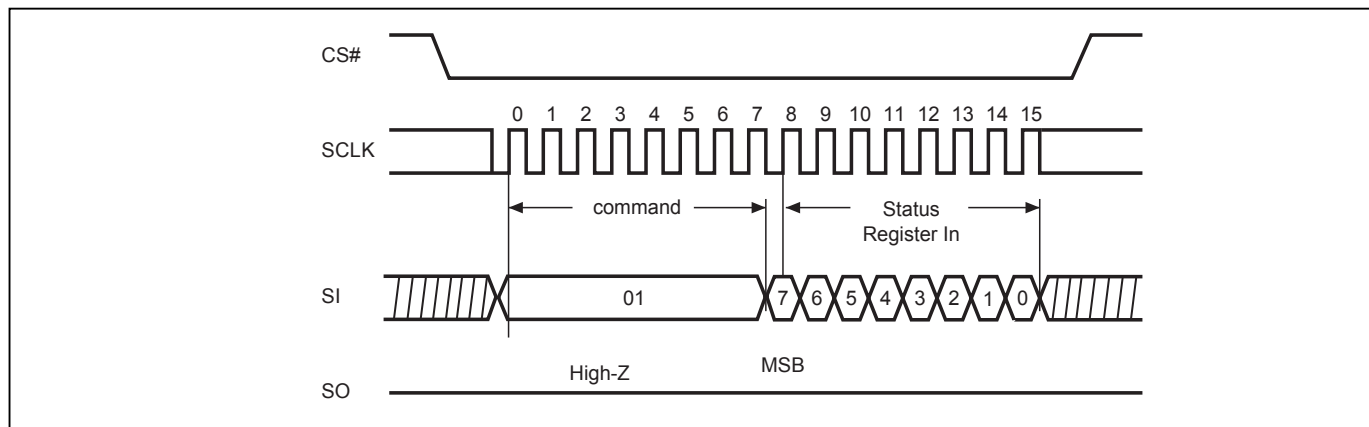 CS#
0 1 2 3 4 5 6 7 8 9 10 11 12 13 14 15
SCLK
command
Status
Register In
SI
01
7 6 5 4 3 2 1 0
High-Z
MSB
SO